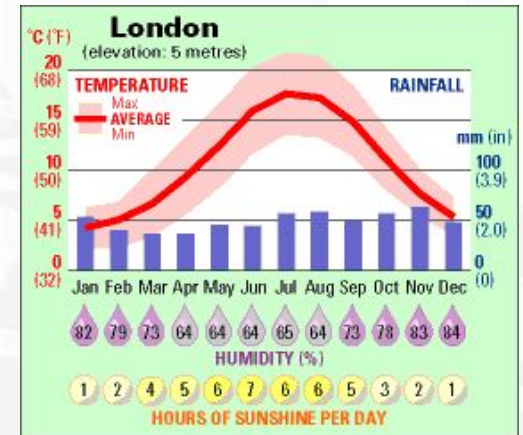 London
(elevation: 5 metres)
°C (°F)
20
(68)
TEMPERATURE
Max
AVERAGE
Min
RAINFALL
15
(59)
mm (in)
10
(50)
100
(3.9)
5
(41)
50
(2.0)
0
(32)
0
(0)
Jan Feb Mar Apr May Jun Jul Aug Sep Oct Nov Dec
82 79 73 64 64 64 65 64 73 78 83 84
HUMIDITY (%)
1 2 4 5 6 7 6 6 5 3 2 1
HOURS OF SUNSHINE PER DAY